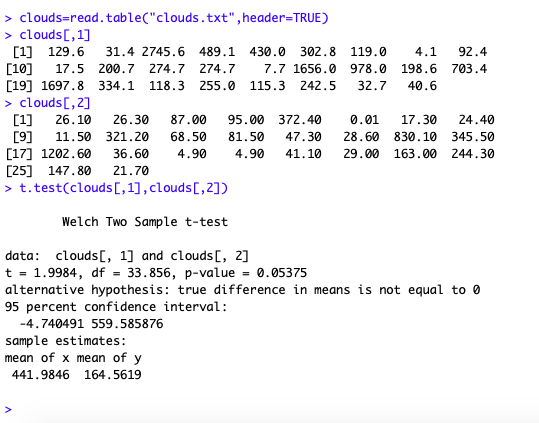 > clouds=read.table("clouds.txt",header=TRUE)
> clouds[,1]
 [1]  129.6   31.4 2745.6  489.1  430.0  302.8  119.0    4.1   92.4
[10]   17.5  200.7  274.7  274.7    7.7 1656.0  978.0  198.6  703.4
[19] 1697.8  334.1  118.3  255.0  115.3  242.5   32.7   40.6
> clouds[,2]
 [1]   26.10   26.30   87.00   95.00  372.40    0.01   17.30   24.40
 [9]   11.50  321.20   68.50   81.50   47.30   28.60  830.10  345.50
[17] 1202.60   36.60    4.90    4.90   41.10   29.00  163.00  244.30
[25]  147.80   21.70
> t.test(clouds[,1],clouds[,2])
Welch Two Sample t-test
data:  clouds[, 1] and clouds[, 2]
t = 1.9984, df = 33.856, p-value = 0.05375
alternative hypothesis: true difference in means is not equal to 0
95 percent confidence interval:
  -4.740491 559.585876
sample estimates:
mean of x mean of y
 441.9846  164.5619
>